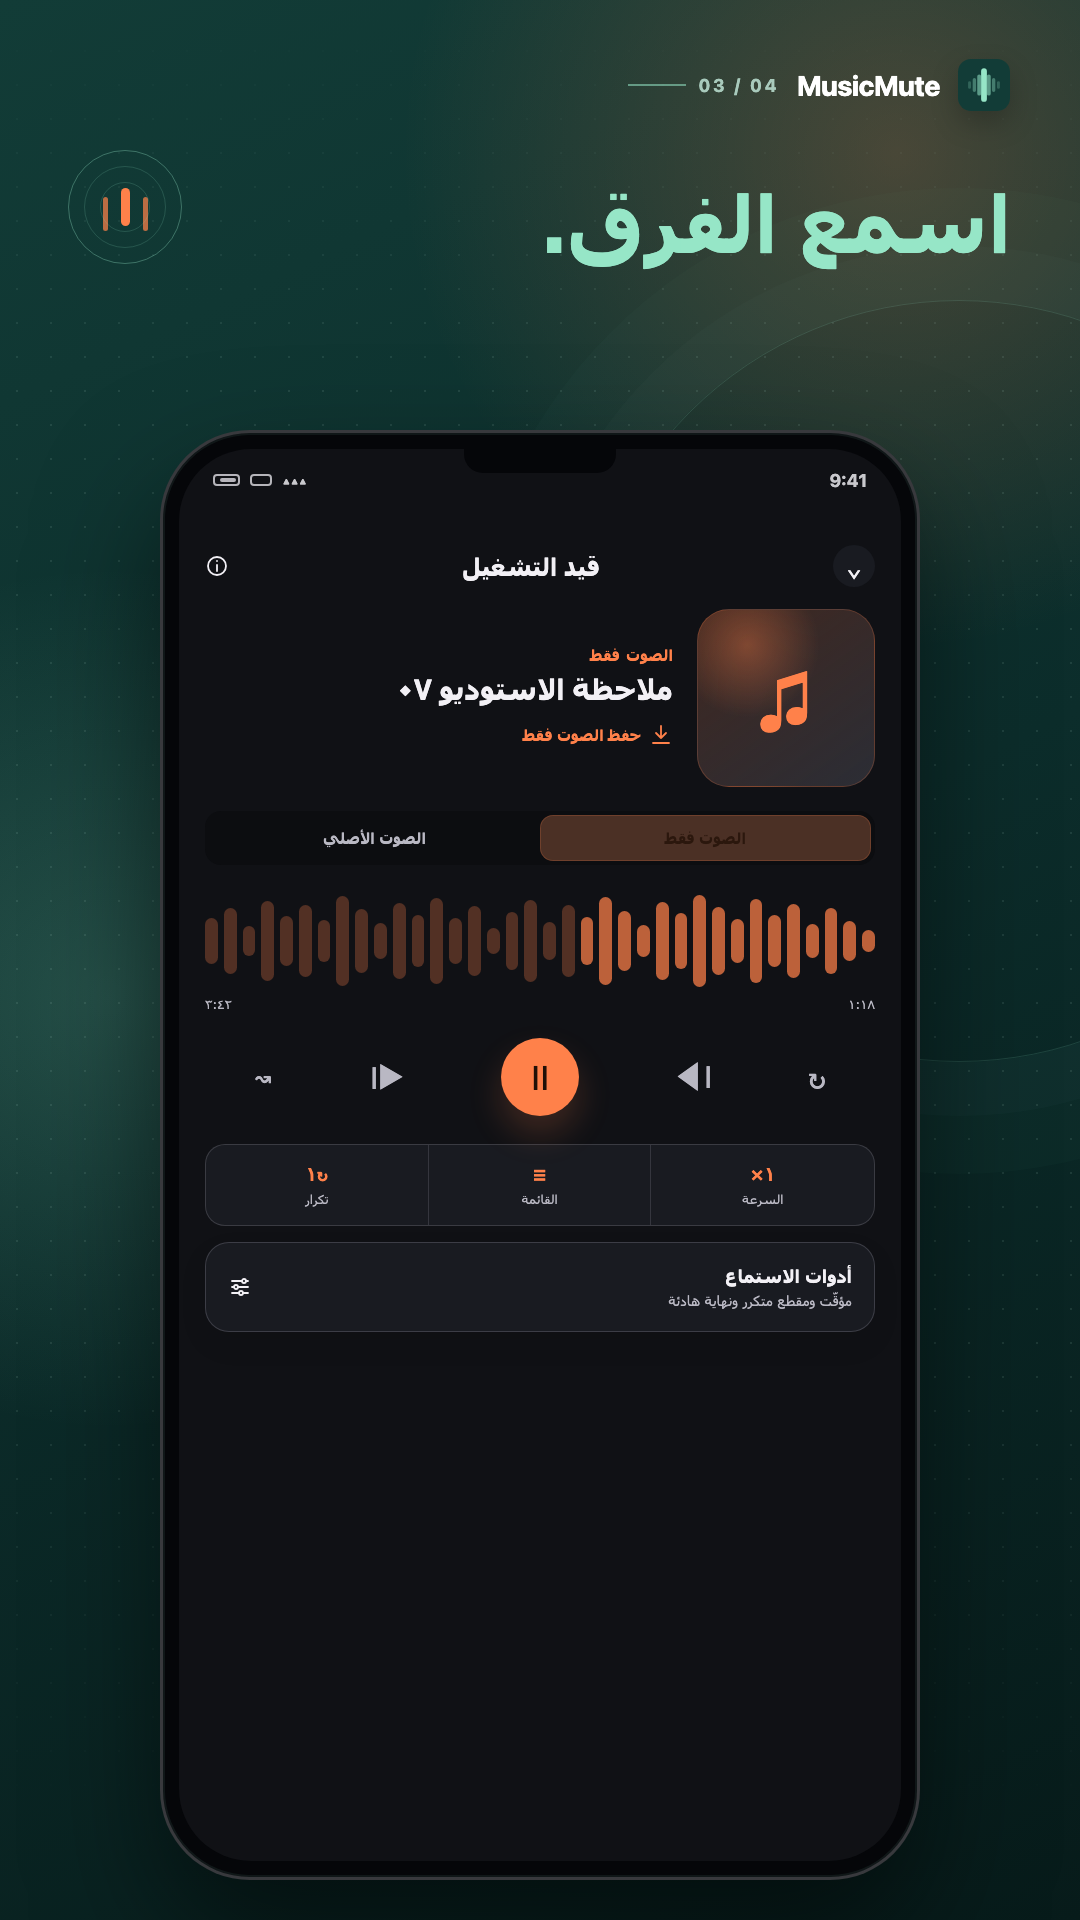 MusicMute 03 / 04
اسمع الفرق.
9:41
قيد التشغيل
الصوت فقط
ملاحظة الاستوديو ٠٧
حفظ الصوت فقط
الصوت فقط
الصوت الأصلي
١:١٨
٣:٤٢
١×
السرعة
القائمة
١
تكرار
أدوات الاستماع
مؤقّت ومقطع متكرر ونهاية هادئة